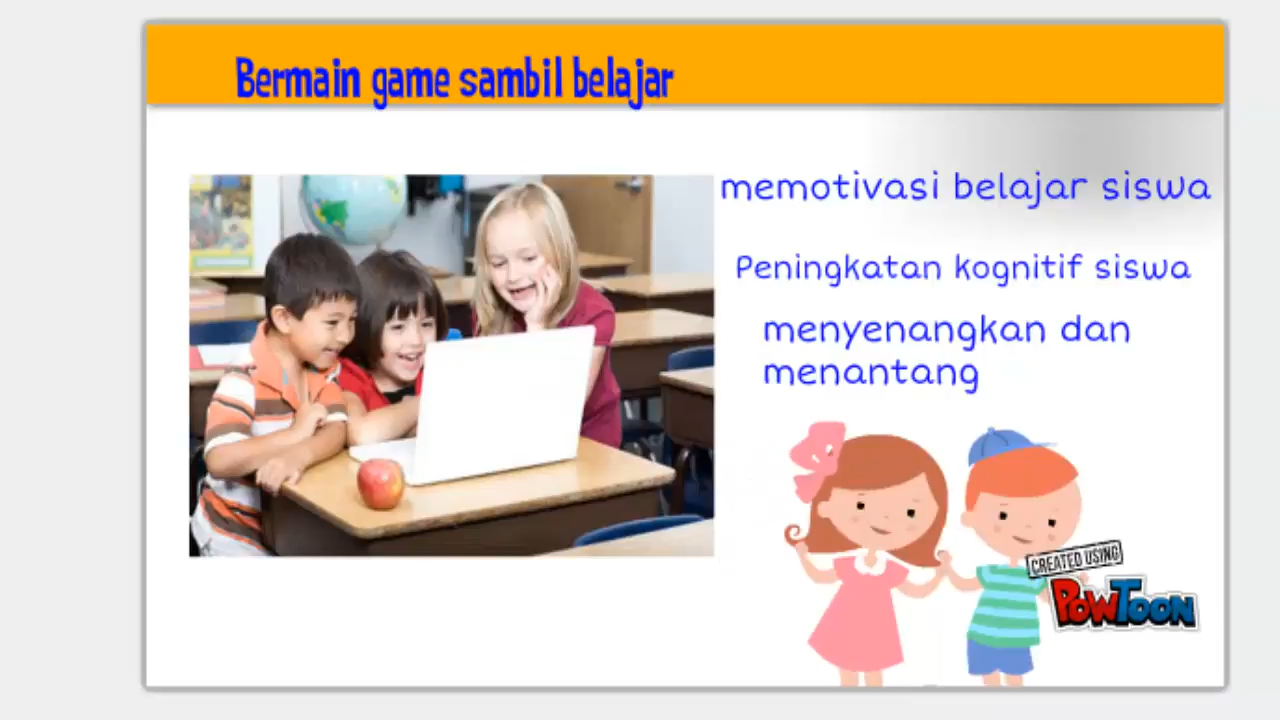 Bermain game sambil belajar
memotivasi belajar siswa
Peningkatan kognitif siswa
menyenangkan dan
menantang
CREATED USING
POWTOON